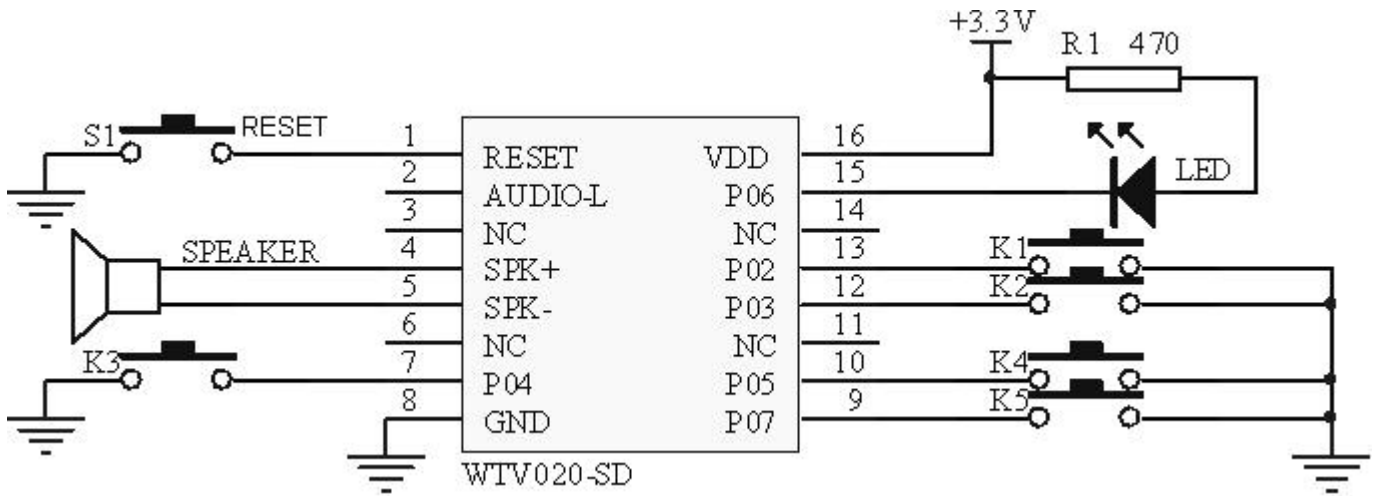 +3.3V
R1 470
S1 RESET
1 RESET VDD 16
2 AUDIO-L P06 15 LED
3 NC NC 14
SPEAKER 4 SPK+ P02 13 K1
5 SPK- P03 12 K2
6 NC NC 11
K3 7 P04 P05 10 K4
8 GND P07 9 K5
WTV020-SD